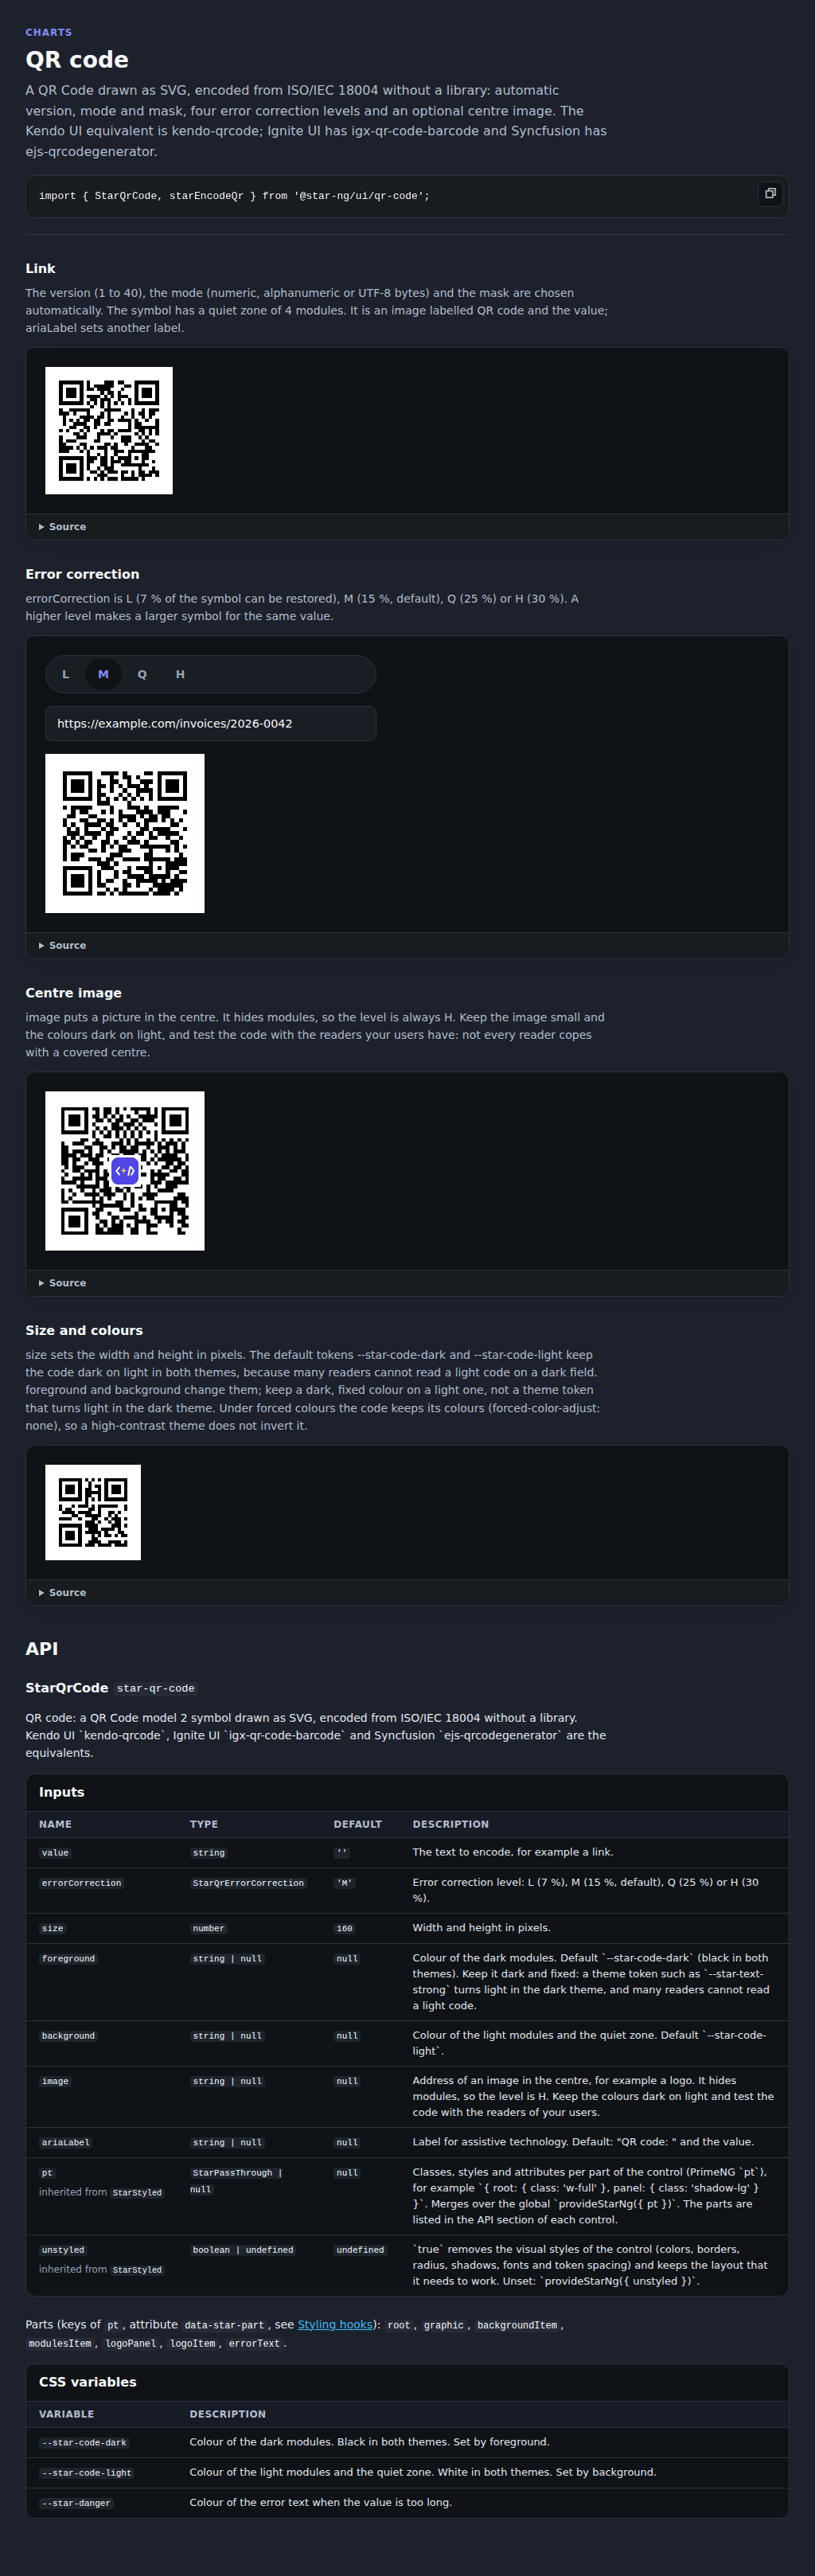 CHARTS
QR code
A QR Code drawn as SVG, encoded from ISO/IEC 18004 without a library: automatic
version, mode and mask, four error correction levels and an optional centre image. The
Kendo UI equivalent is kendo-qrcode; Ignite UI has igx-qr-code-barcode and Syncfusion has
ejs-qrcodegenerator.
import { StarQrCode, starEncodeQr } from '@star-ng/ui/qr-code';
Link
The version (1 to 40), the mode (numeric, alphanumeric or UTF-8 bytes) and the mask are chosen
automatically. The symbol has a quiet zone of 4 modules. It is an image labelled QR code and the value;
ariaLabel sets another label.
Source
Error correction
errorCorrection is L (7 % of the symbol can be restored), M (15 %, default), Q (25 %) or H (30 %). A
higher level makes a larger symbol for the same value.
L M Q H
https://example.com/invoices/2026-0042
Source
Centre image
image puts a picture in the centre. It hides modules, so the level is always H. Keep the image small and
the colours dark on light, and test the code with the readers your users have: not every reader copes
with a covered centre.
Source
Size and colours
size sets the width and height in pixels. The default tokens --star-code-dark and --star-code-light keep
the code dark on light in both themes, because many readers cannot read a light code on a dark field.
foreground and background change them; keep a dark, fixed colour on a light one, not a theme token
that turns light in the dark theme. Under forced colours the code keeps its colours (forced-color-adjust:
none), so a high-contrast theme does not invert it.
Source
API
StarQrCode star-qr-code
QR code: a QR Code model 2 symbol drawn as SVG, encoded from ISO/IEC 18004 without a library.
Kendo UI `kendo-qrcode`, Ignite UI `igx-qr-code-barcode` and Syncfusion `ejs-qrcodegenerator` are the
equivalents.
Inputs
NAME TYPE DEFAULT DESCRIPTION
value string '' The text to encode, for example a link.
errorCorrection StarQrErrorCorrection 'M' Error correction level: L (7 %), M (15 %, default), Q (25 %) or H (30
%).
size number 160 Width and height in pixels.
foreground string | null null Colour of the dark modules. Default `--star-code-dark` (black in both
themes). Keep it dark and fixed: a theme token such as `--star-text-
strong` turns light in the dark theme, and many readers cannot read
a light code.
background string | null null Colour of the light modules and the quiet zone. Default `--star-code-
light`.
image string | null null Address of an image in the centre, for example a logo. It hides
modules, so the level is H. Keep the colours dark on light and test the
code with the readers of your users.
ariaLabel string | null null Label for assistive technology. Default: "QR code: " and the value.
pt StarPassThrough | null Classes, styles and attributes per part of the control (PrimeNG `pt`),
inherited from StarStyled null for example `{ root: { class: 'w-full' }, panel: { class: 'shadow-lg' }
}`. Merges over the global `provideStarNg({ pt })`. The parts are
listed in the API section of each control.
unstyled boolean | undefined undefined `true` removes the visual styles of the control (colors, borders,
inherited from StarStyled radius, shadows, fonts and token spacing) and keeps the layout that
it needs to work. Unset: `provideStarNg({ unstyled })`.
Parts (keys of pt, attribute data-star-part, see Styling hooks): root, graphic, backgroundItem,
modulesItem, logoPanel, logoItem, errorText.
CSS variables
VARIABLE DESCRIPTION
--star-code-dark Colour of the dark modules. Black in both themes. Set by foreground.
--star-code-light Colour of the light modules and the quiet zone. White in both themes. Set by background.
--star-danger Colour of the error text when the value is too long.